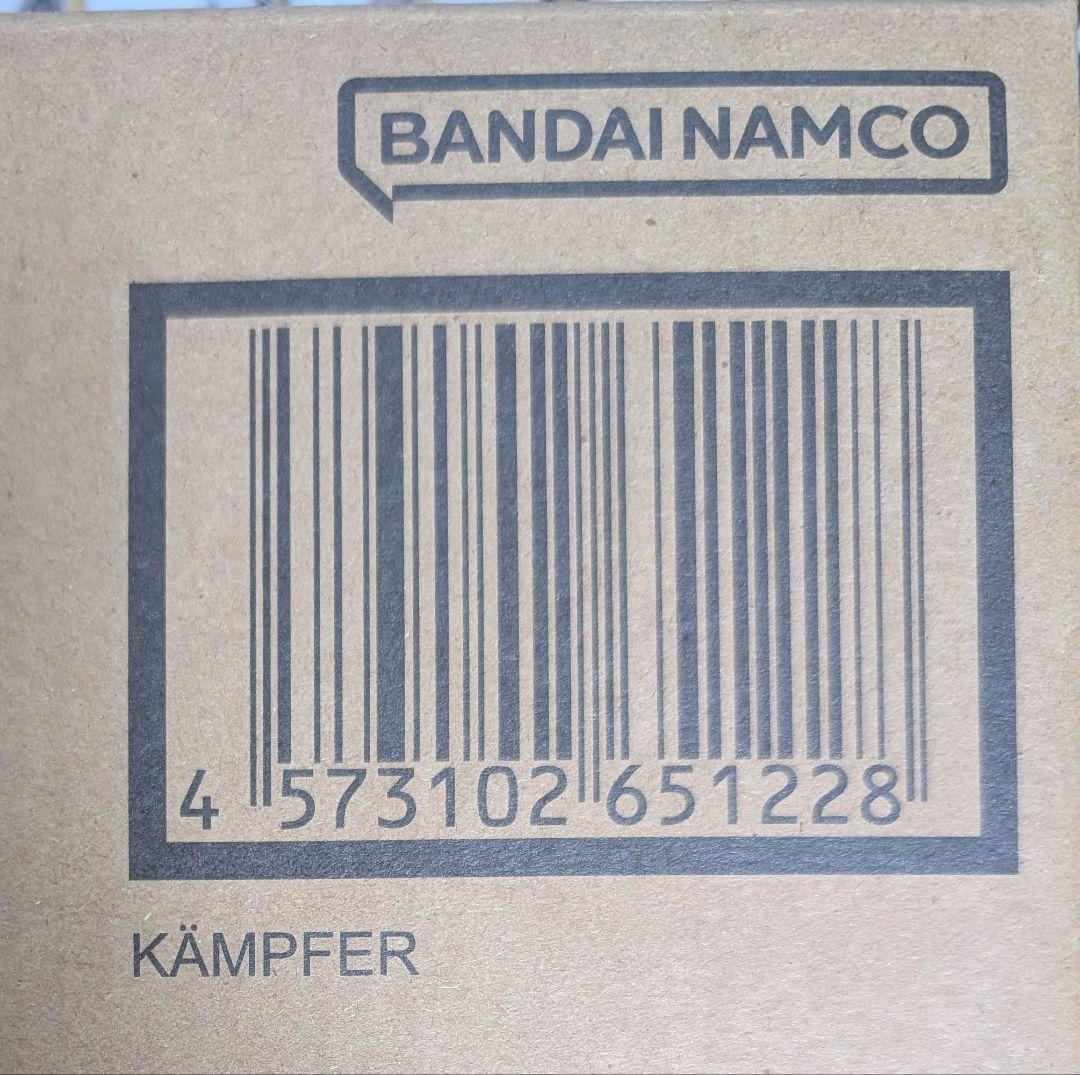 BANDAI NAMCO
4 573102 651228
KÄMPFER